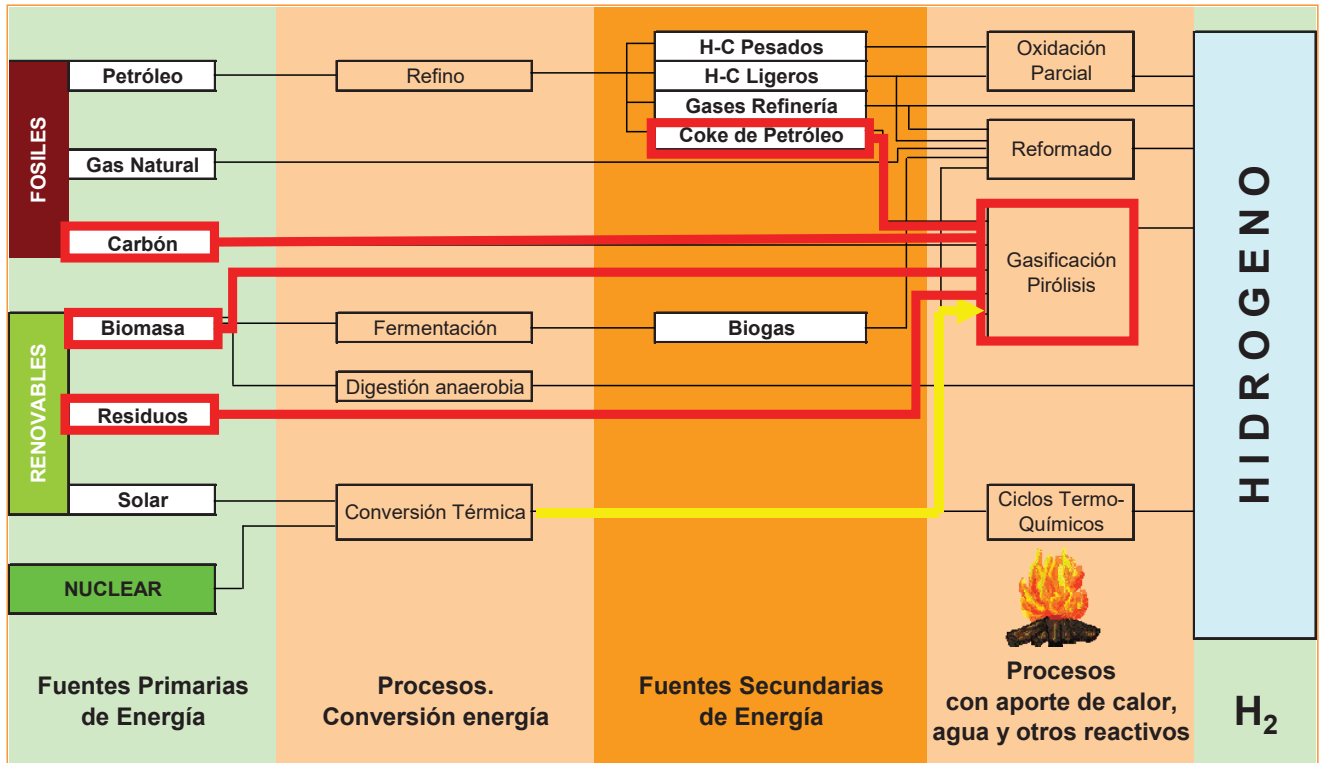 FOSILES
Petróleo
Gas Natural
Carbón
RENOVABLES
Biomasa
Residuos
Solar
NUCLEAR
Fuentes Primarias
de Energía
Refino
Fermentación
Digestión anaerobia
Conversión Térmica
Procesos.
Conversión energía
H-C Pesados
H-C Ligeros
Gases Refinería
Coke de Petróleo
Biogas
Fuentes Secundarias
de Energía
Oxidación
Parcial
Reformado
Gasificación
Pirólisis
Ciclos Termo-
Químicos
Procesos
con aporte de calor,
agua y otros reactivos
HIDROGENO
H₂